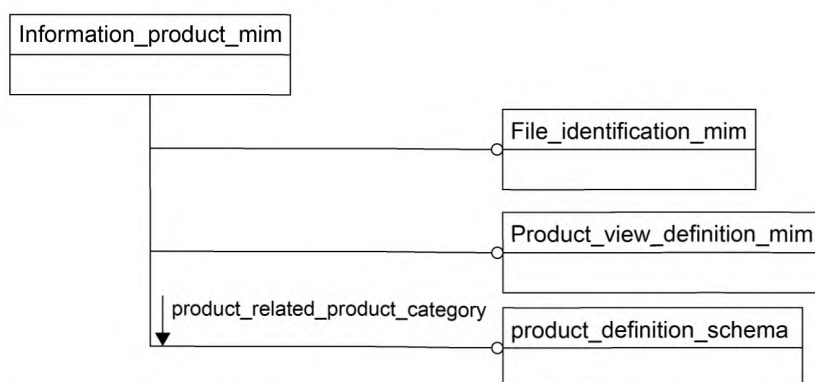 Information_product_mim
File_identification_mim
Product_view_definition_mim
product_related_product_category
product_definition_schema